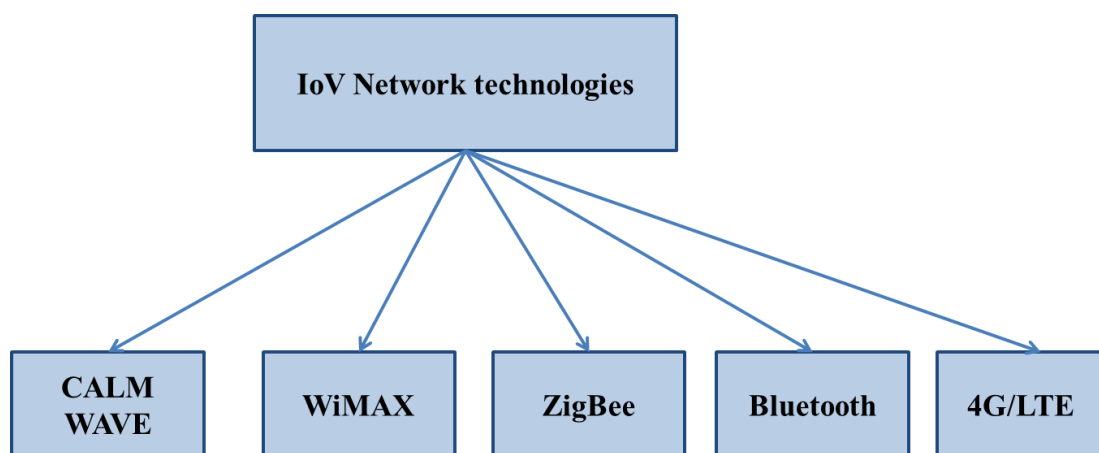 IoV Network technologies
CALM
WAVE
WiMAX
ZigBee
Bluetooth
4G/LTE